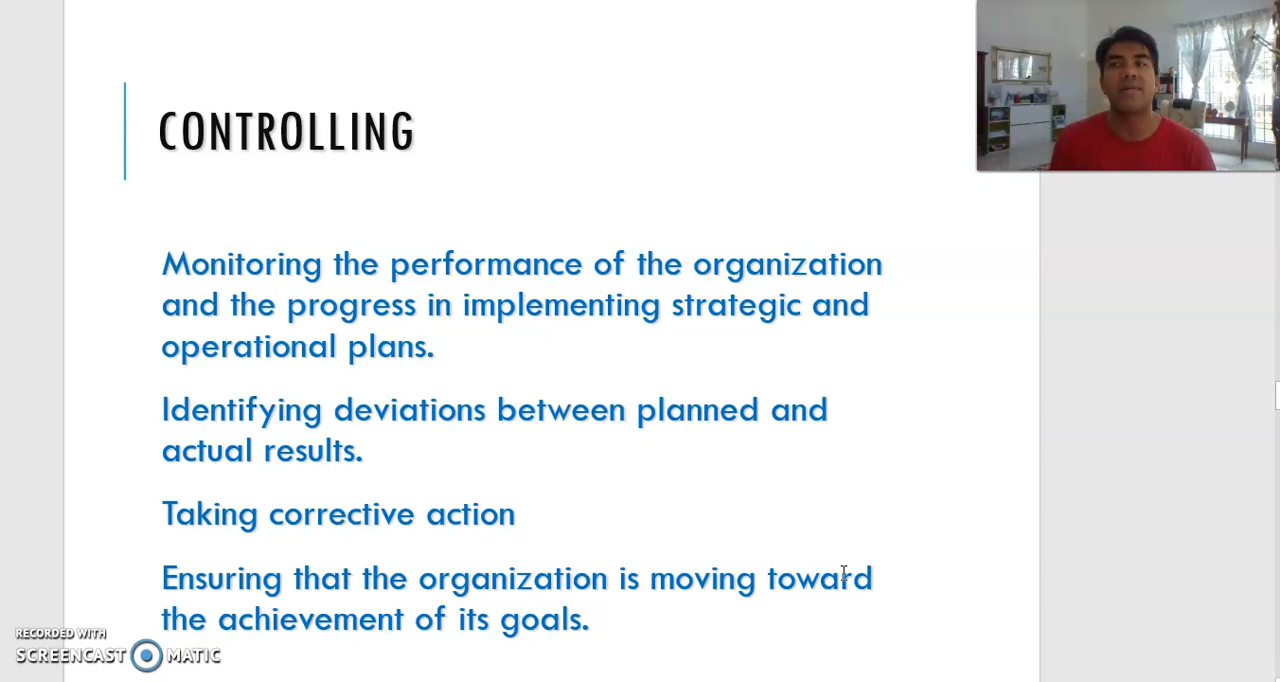 CONTROLLING
Monitoring the performance of the organization
and the progress in implementing strategic and
operational plans.
Identifying deviations between planned and
actual results.
Taking corrective action
Ensuring that the organization is moving toward
the achievement of its goals.
RECORDED WITH
SCREENCAST MATIC